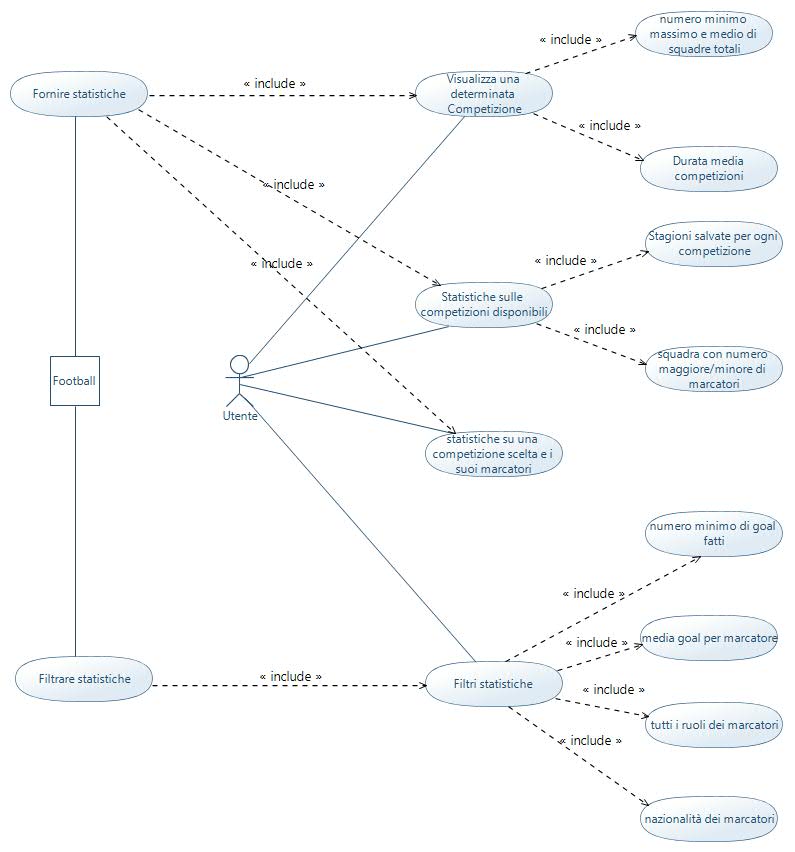 numero minimo
massimo e medio di
squadre totali
« include »
Visualizza una
determinata
Competizione
Fornire statistiche
« include »
« include »
Durata media
competizioni
« include »
Stagioni salvate per ogni
competizione
« include »
« include »
Statistiche sulle
competizioni disponibili
« include »
squadra con numero
maggiore/minore di
marcatori
Football
Utente
statistiche su una
competizione scelta e i
suoi marcatori
numero minimo di goal
fatti
« include »
media goal per marcatore
« include »
Filtrare statistiche
« include »
Filtri statistiche
« include »
tutti i ruoli dei marcatori
« include »
nazionalità dei marcatori